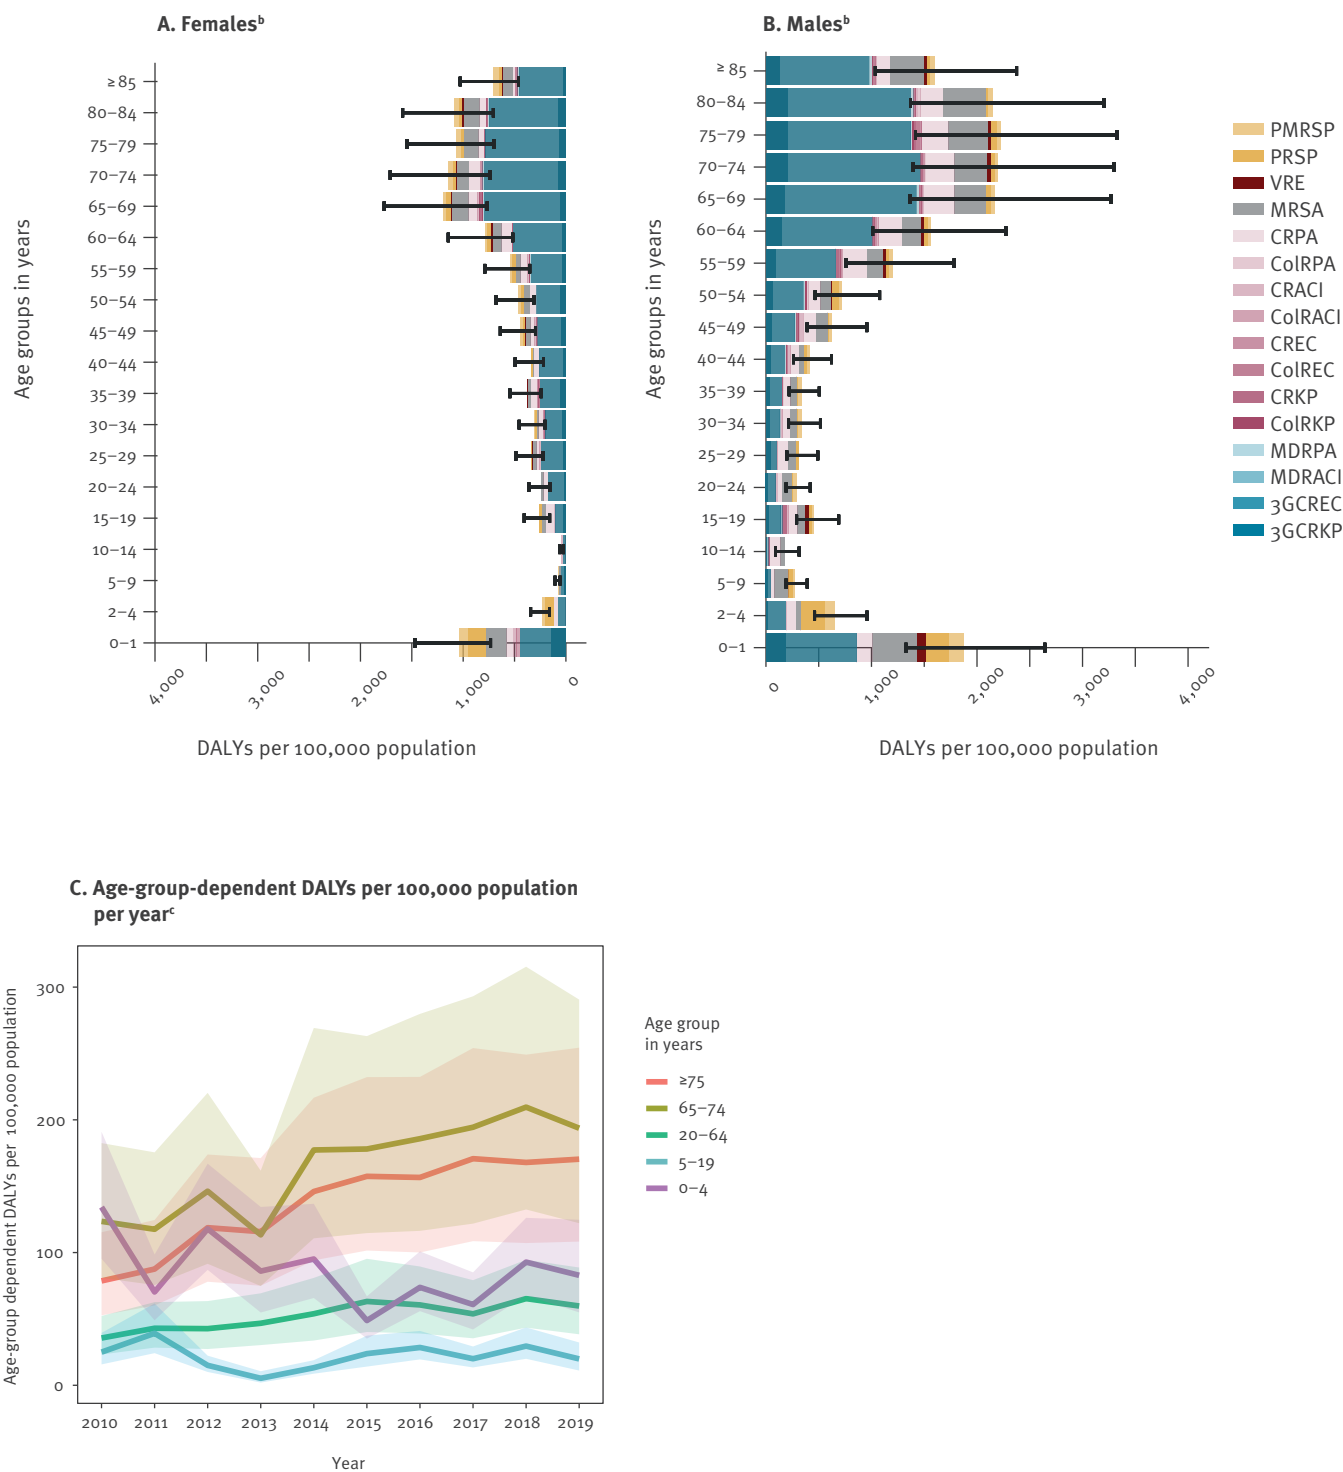 A. Femalesᵇ
≥ 85
80–84
75–79
70–74
65–69
60–64
55–59
50–54
45–49
40–44
35–39
30–34
25–29
20–24
15–19
10–14
5–9
2–4
0–1
Age groups in years
4,000
3,000
2,000
1,000
0
DALYs per 100,000 population
B. Malesᵇ
≥ 85
80–84
75–79
70–74
65–69
60–64
55–59
50–54
45–49
40–44
35–39
30–34
25–29
20–24
15–19
10–14
5–9
2–4
0–1
Age groups in years
0
1,000
2,000
3,000
4,000
DALYs per 100,000 population
PMRSP
PRSP
VRE
MRSA
CRPA
ColRPA
CRACI
ColRACI
CREC
ColREC
CRKP
ColRKP
MDRPA
MDRACI
3GCREC
3GCRKP
C. Age-group-dependent DALYs per 100,000 population
per yearᶜ
Age-group dependent DALYs per 100,000 population
300
200
100
0
2010
2011
2012
2013
2014
2015
2016
2017
2018
2019
Year
Age group
in years
≥75
65–74
20–64
5–19
0–4